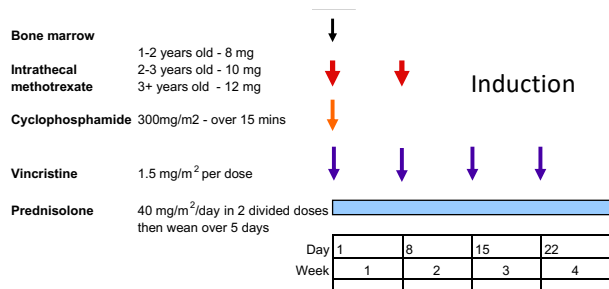 Bone marrow
1-2 years old - 8 mg
Intrathecal 2-3 years old - 10 mg
methotrexate 3+ years old - 12 mg
Induction
Cyclophosphamide 300mg/m2 - over 15 mins
Vincristine 1.5 mg/m² per dose
Prednisolone 40 mg/m²/day in 2 divided doses
then wean over 5 days
Day 1 8 15 22
Week 1 2 3 4